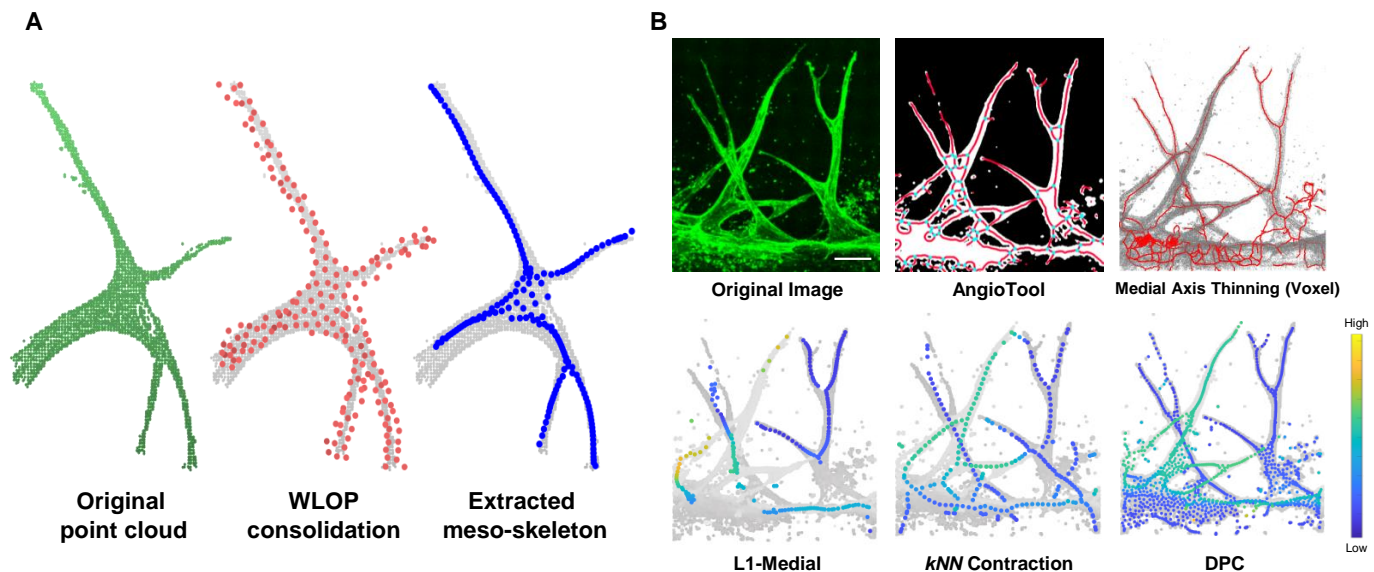 A
Original
point cloud
WLOP
consolidation
Extracted
meso-skeleton
B
Original Image
AngioTool
Medial Axis Thinning (Voxel)
L1-Medial
kNN Contraction
DPC
High
Low